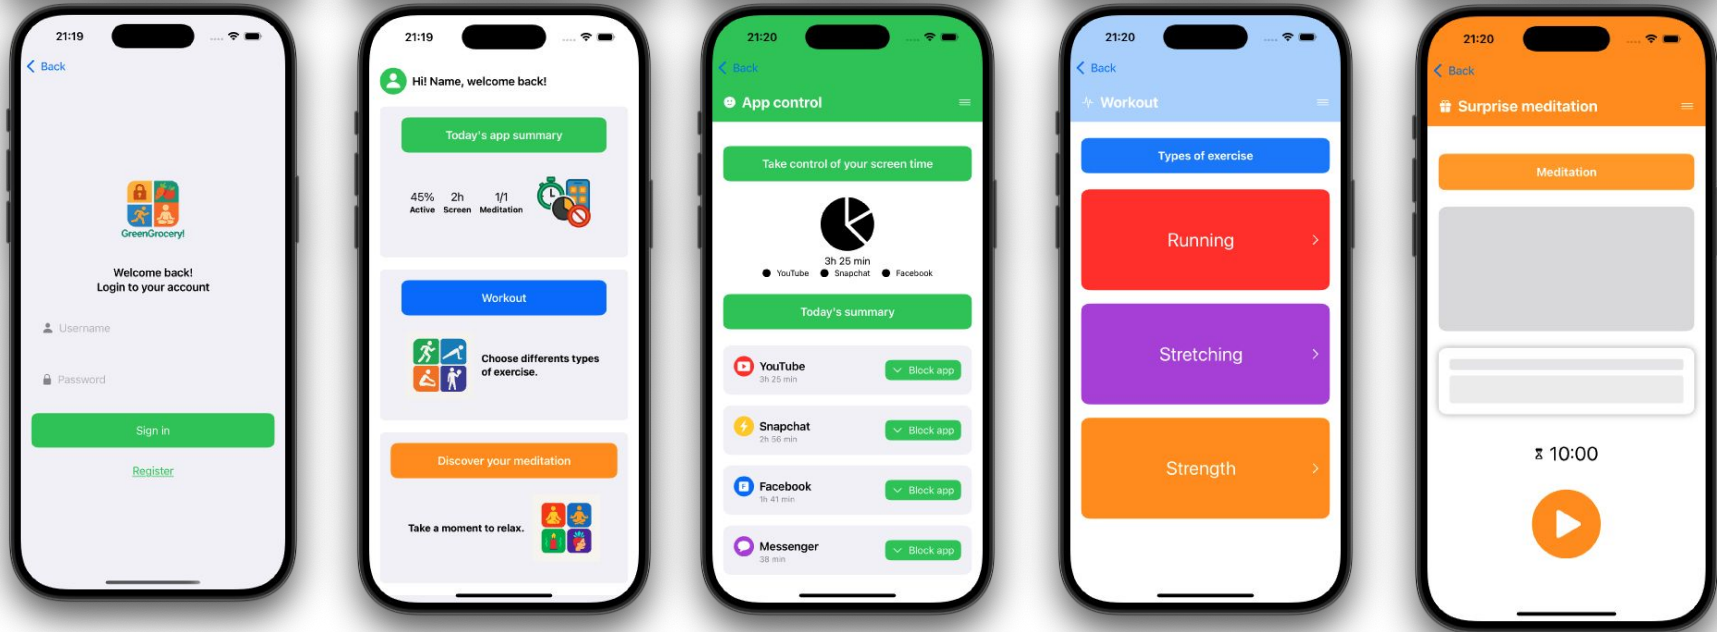 21:19
Back
GreenGrocery!
Welcome back!
Login to your account
Username
Password
Sign in
Register
21:19
Hi! Name, welcome back!
Today's app summary
45% 2h 1/1
Active Screen Meditation
Workout
Choose differents types
of exercise.
Discover your meditation
Take a moment to relax.
21:20
Back
App control
Take control of your screen time
3h 25 min
YouTube Snapchat Facebook
Today's summary
YouTube
3h 25 min
Block app
Snapchat
2h 56 min
Block app
Facebook
1h 41 min
Block app
Messenger
38 min
Block app
21:20
Back
Workout
Types of exercise
Running
Stretching
Strength
21:20
Back
Surprise meditation
Meditation
10:00